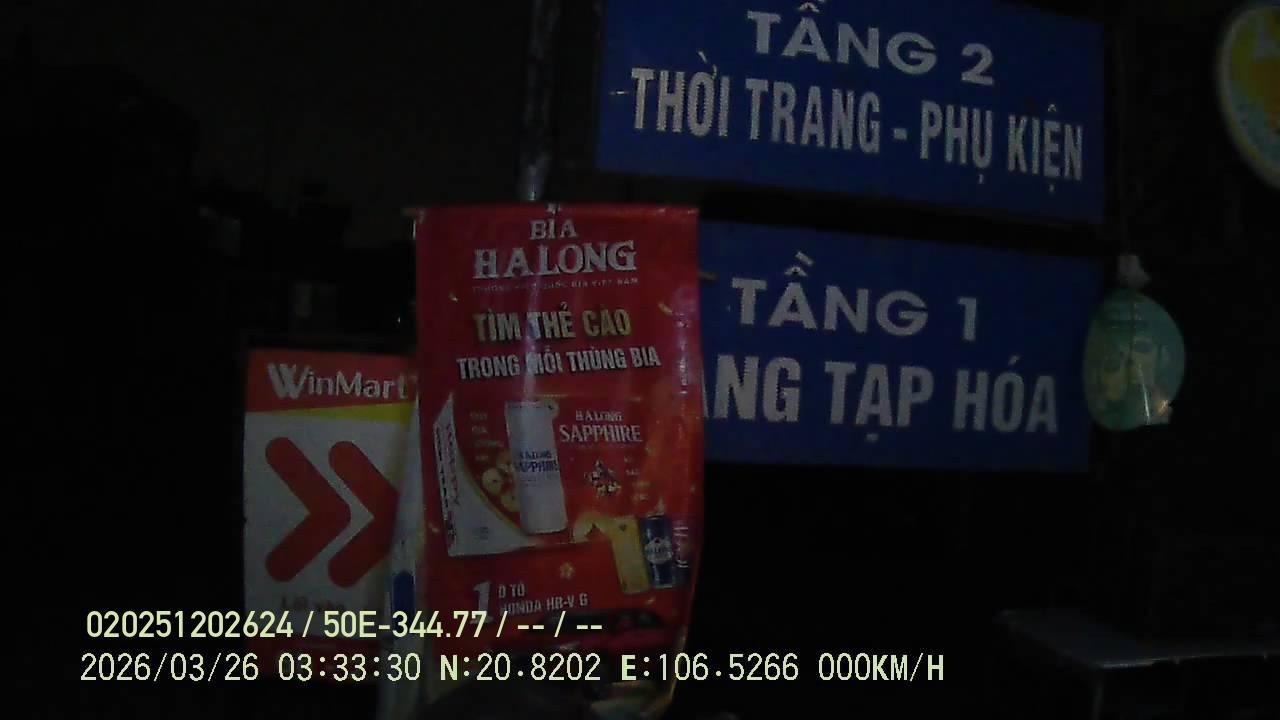 TẦNG 2
THỜI TRANG - PHỤ KIỆN
TẦNG 1
ANG TẠP HÓA
BIA
HALONG
TÌM THẺ CÀO
TRONG MỖI THÙNG BIA
HALONG
SAPPHIRE
HALONG
SAPPHIRE
1 Ô TÔ
HONDA HR-V G
WinMart
020251202624 / 50E-344.77 / -- / --
2026/03/26 03:33:30 N:20.8202 E:106.5266 000KM/H